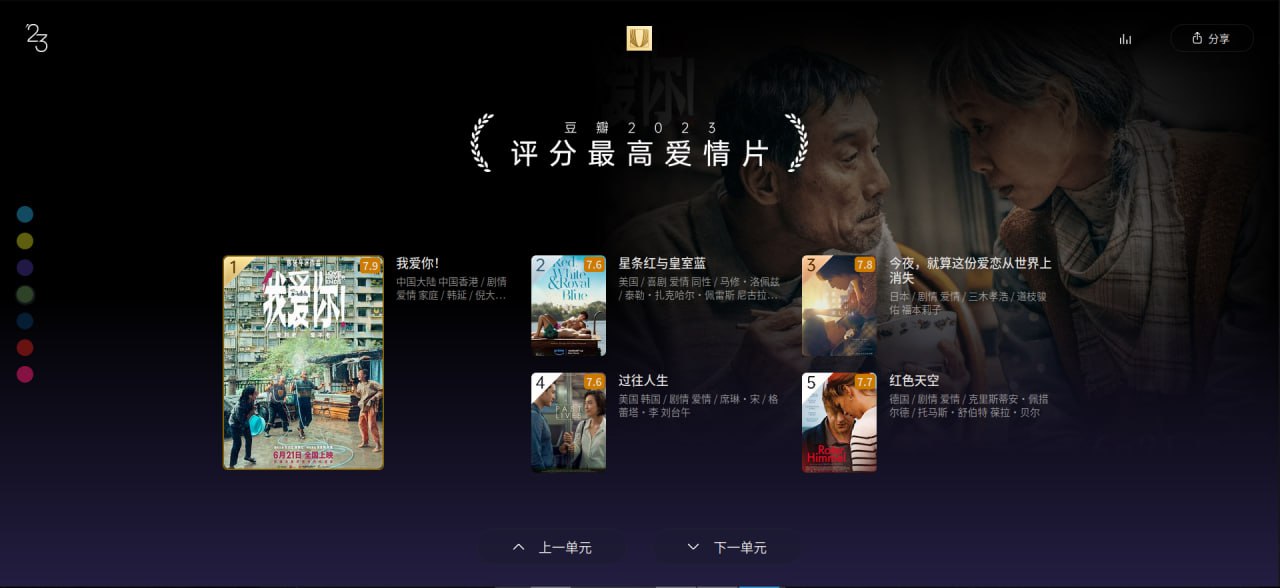 '23
分享
豆瓣2023
评分最高爱情片
1
7.9
我爱你!
6月21日 全国上映
我爱你！
中国大陆 中国香港 / 剧情
爱情 家庭 / 韩延 / 倪大...
2
7.6
Red
White
& Royal
Blue
星条红与皇室蓝
美国 / 喜剧 爱情 同性 / 马修・洛佩兹
/ 泰勒・扎克哈尔・佩雷斯 尼古拉...
3
7.8
今夜，就算这份爱恋从世界上
消失
日本 / 剧情 爱情 / 三木孝浩 / 道枝骏
佑 福本莉子
4
7.6
PAST
LIVES
过往人生
美国 韩国 / 剧情 爱情 / 席琳・宋 / 格
蕾塔・李 刘台午
5
7.7
Roter
Himmel
红色天空
德国 / 剧情 爱情 / 克里斯蒂安・佩措
尔德 / 托马斯・舒伯特 葆拉・贝尔
上一单元
下一单元